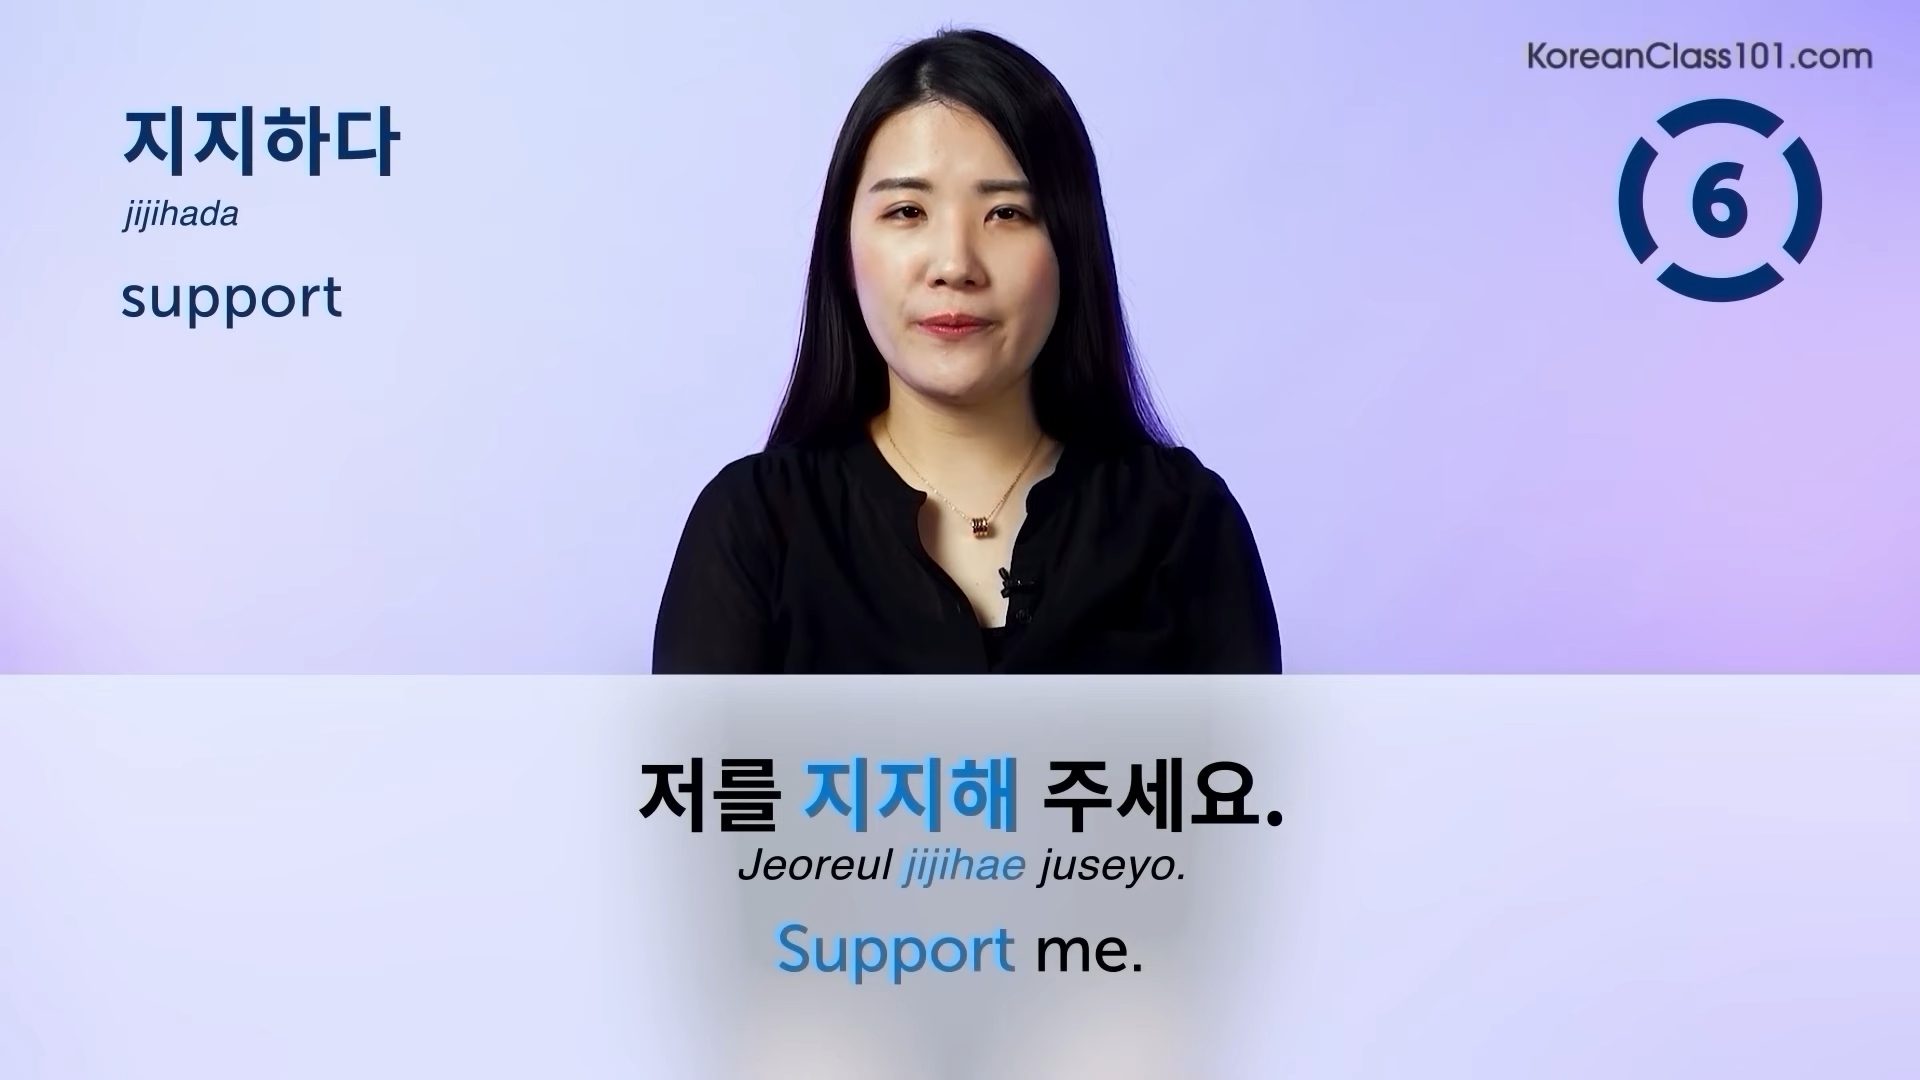 KoreanClass101.com
지지하다
jijihada
support
6
저를 지지해 주세요.
Jeoreul jijihae juseyo.
Support me.